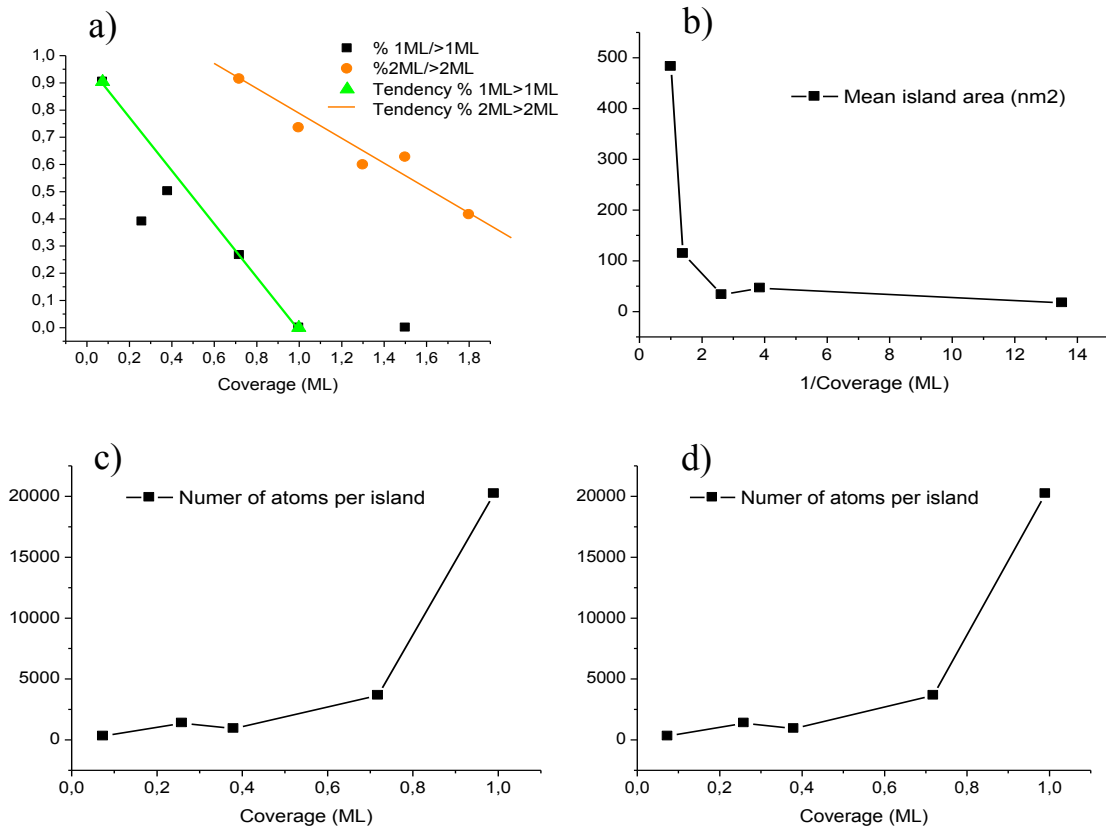 a)
% 1ML/>1ML
%2ML/>2ML
Tendency % 1ML>1ML
Tendency % 2ML>2ML
1,0
0,9
0,8
0,7
0,6
0,5
0,4
0,3
0,2
0,1
0,0
0,0 0,2 0,4 0,6 0,8 1,0 1,2 1,4 1,6 1,8
Coverage (ML)
b)
Mean island area (nm2)
500
400
300
200
100
0
0 2 4 6 8 10 12 14
1/Coverage (ML)
c)
Numer of atoms per island
20000
15000
10000
5000
0
0,0 0,2 0,4 0,6 0,8 1,0
Coverage (ML)
d)
Numer of atoms per island
20000
15000
10000
5000
0
0,0 0,2 0,4 0,6 0,8 1,0
Coverage (ML)